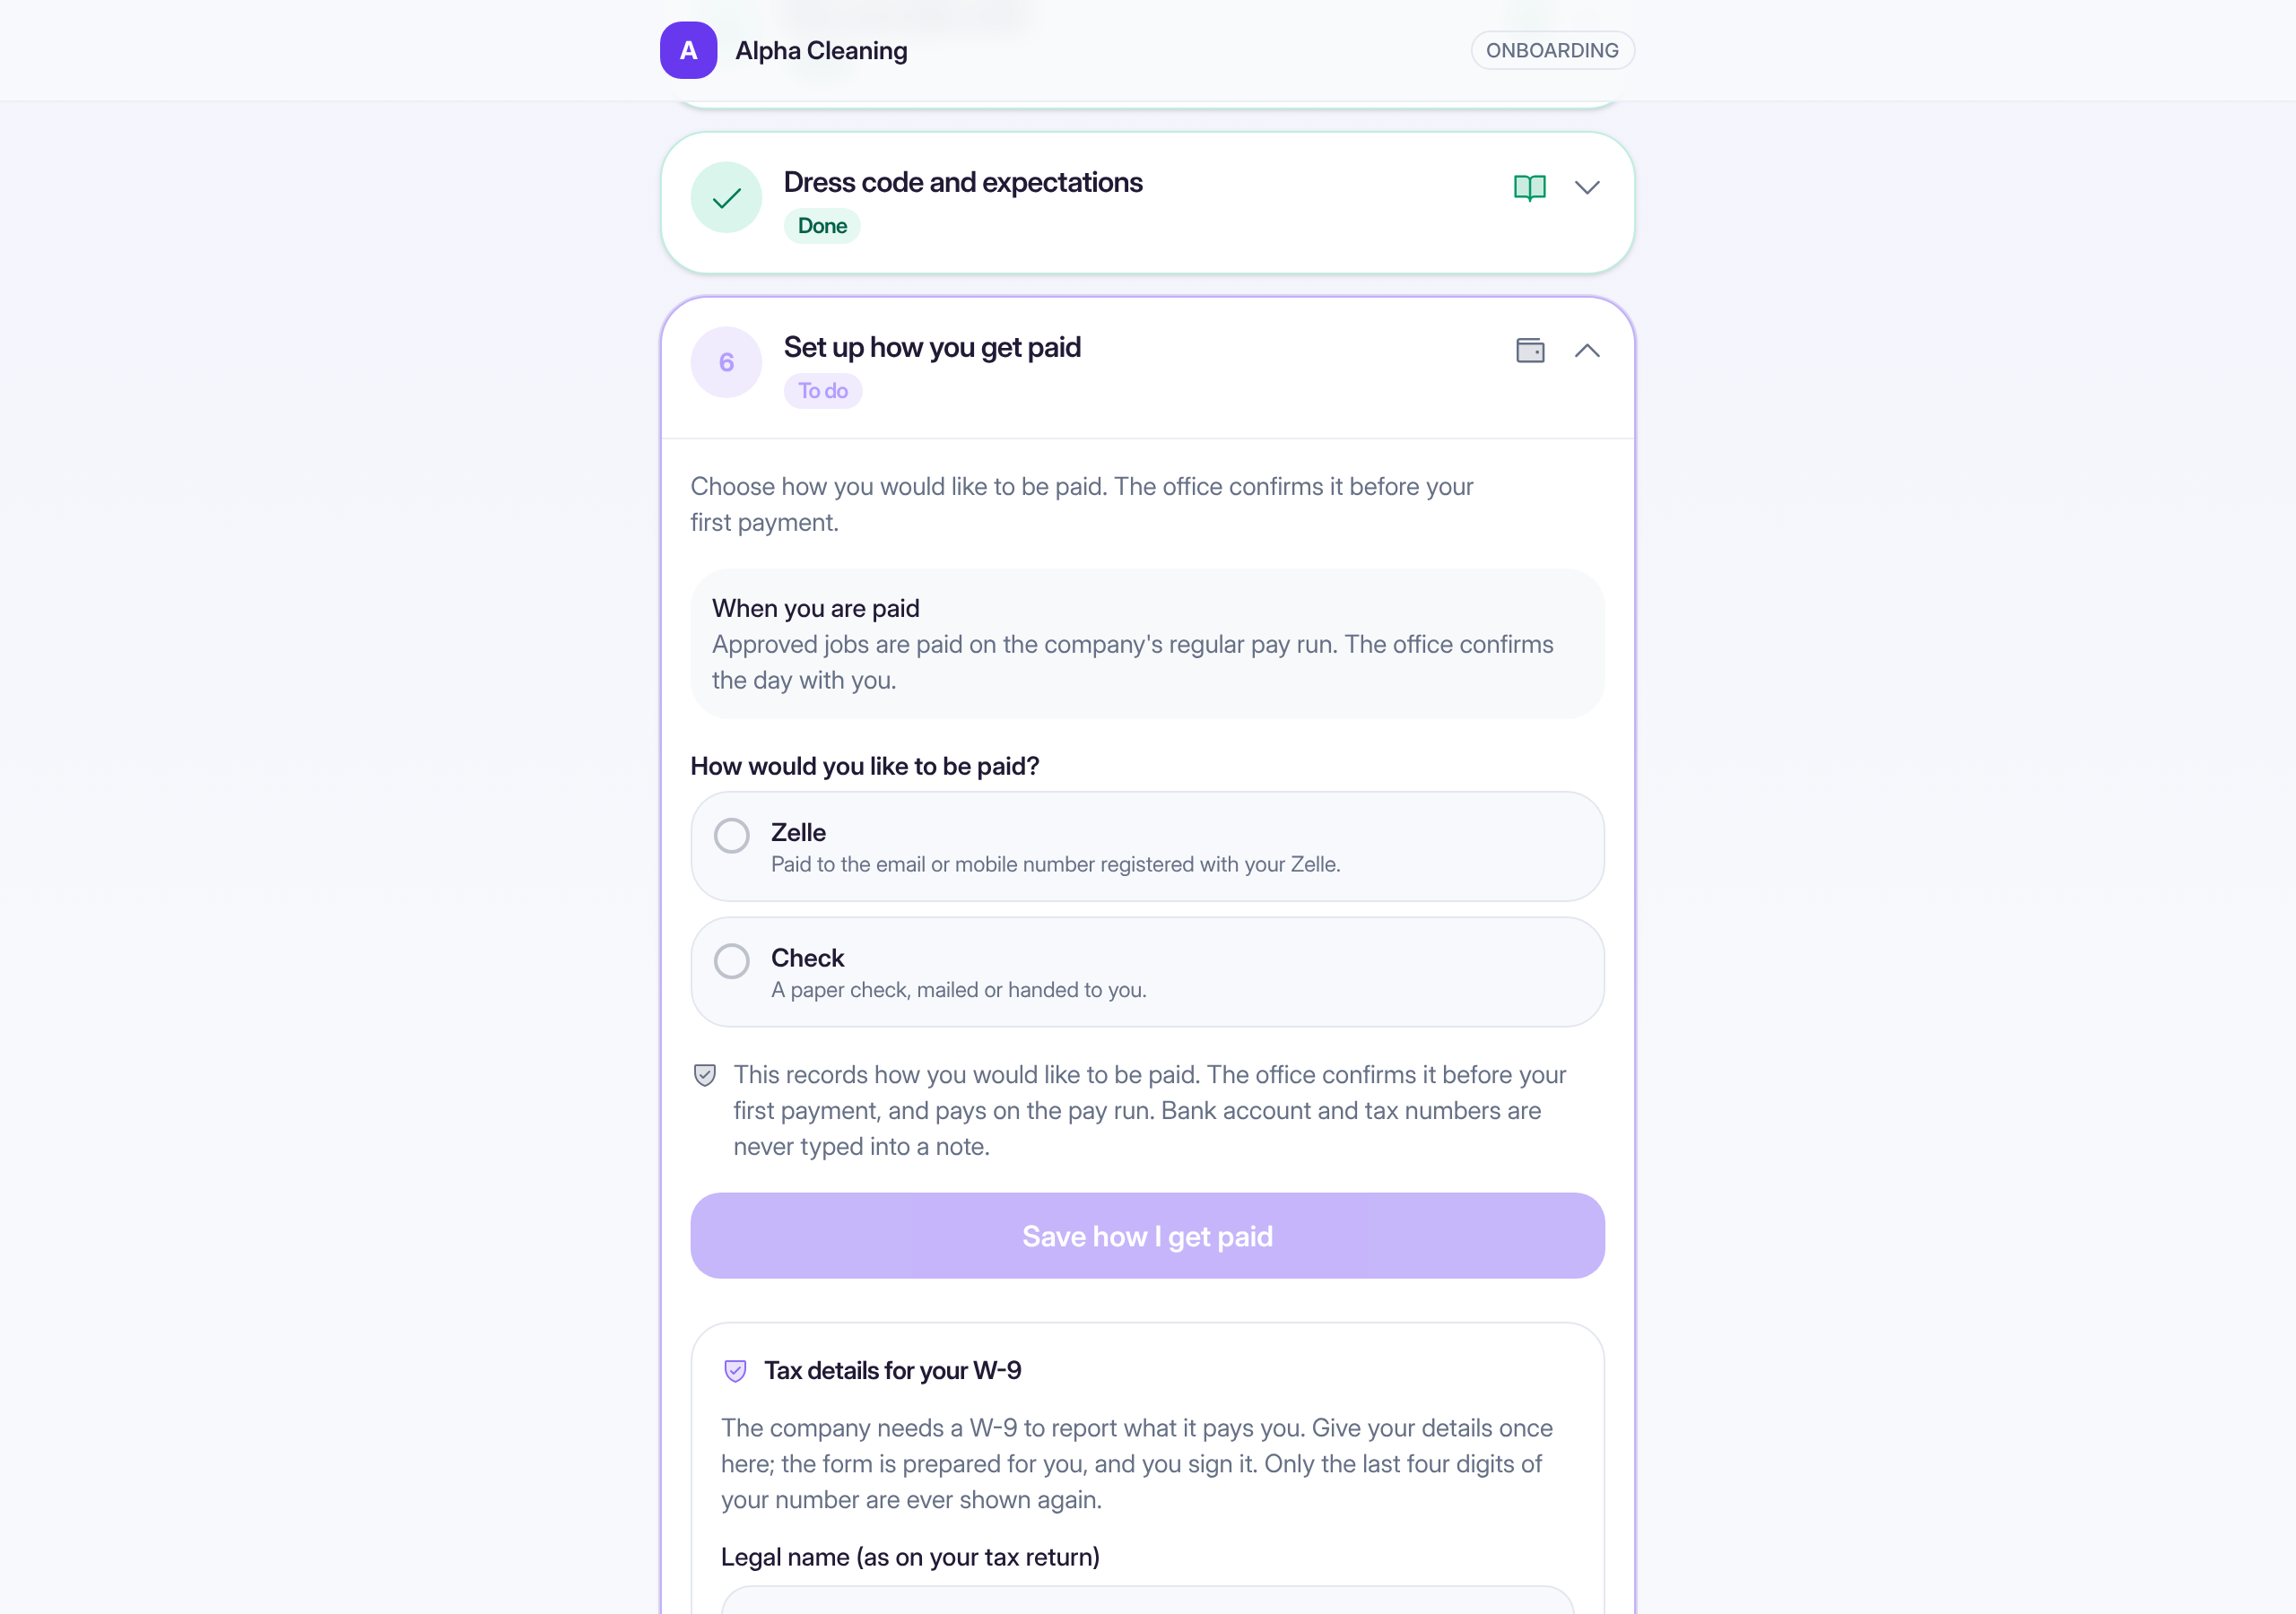 A
Alpha Cleaning
ONBOARDING
Dress code and expectations
Done
6
Set up how you get paid
To do
Choose how you would like to be paid. The office confirms it before your
first payment.
When you are paid
Approved jobs are paid on the company's regular pay run. The office confirms
the day with you.
How would you like to be paid?
Zelle
Paid to the email or mobile number registered with your Zelle.
Check
A paper check, mailed or handed to you.
This records how you would like to be paid. The office confirms it before your
first payment, and pays on the pay run. Bank account and tax numbers are
never typed into a note.
Save how I get paid
Tax details for your W-9
The company needs a W-9 to report what it pays you. Give your details once
here; the form is prepared for you, and you sign it. Only the last four digits of
your number are ever shown again.
Legal name (as on your tax return)